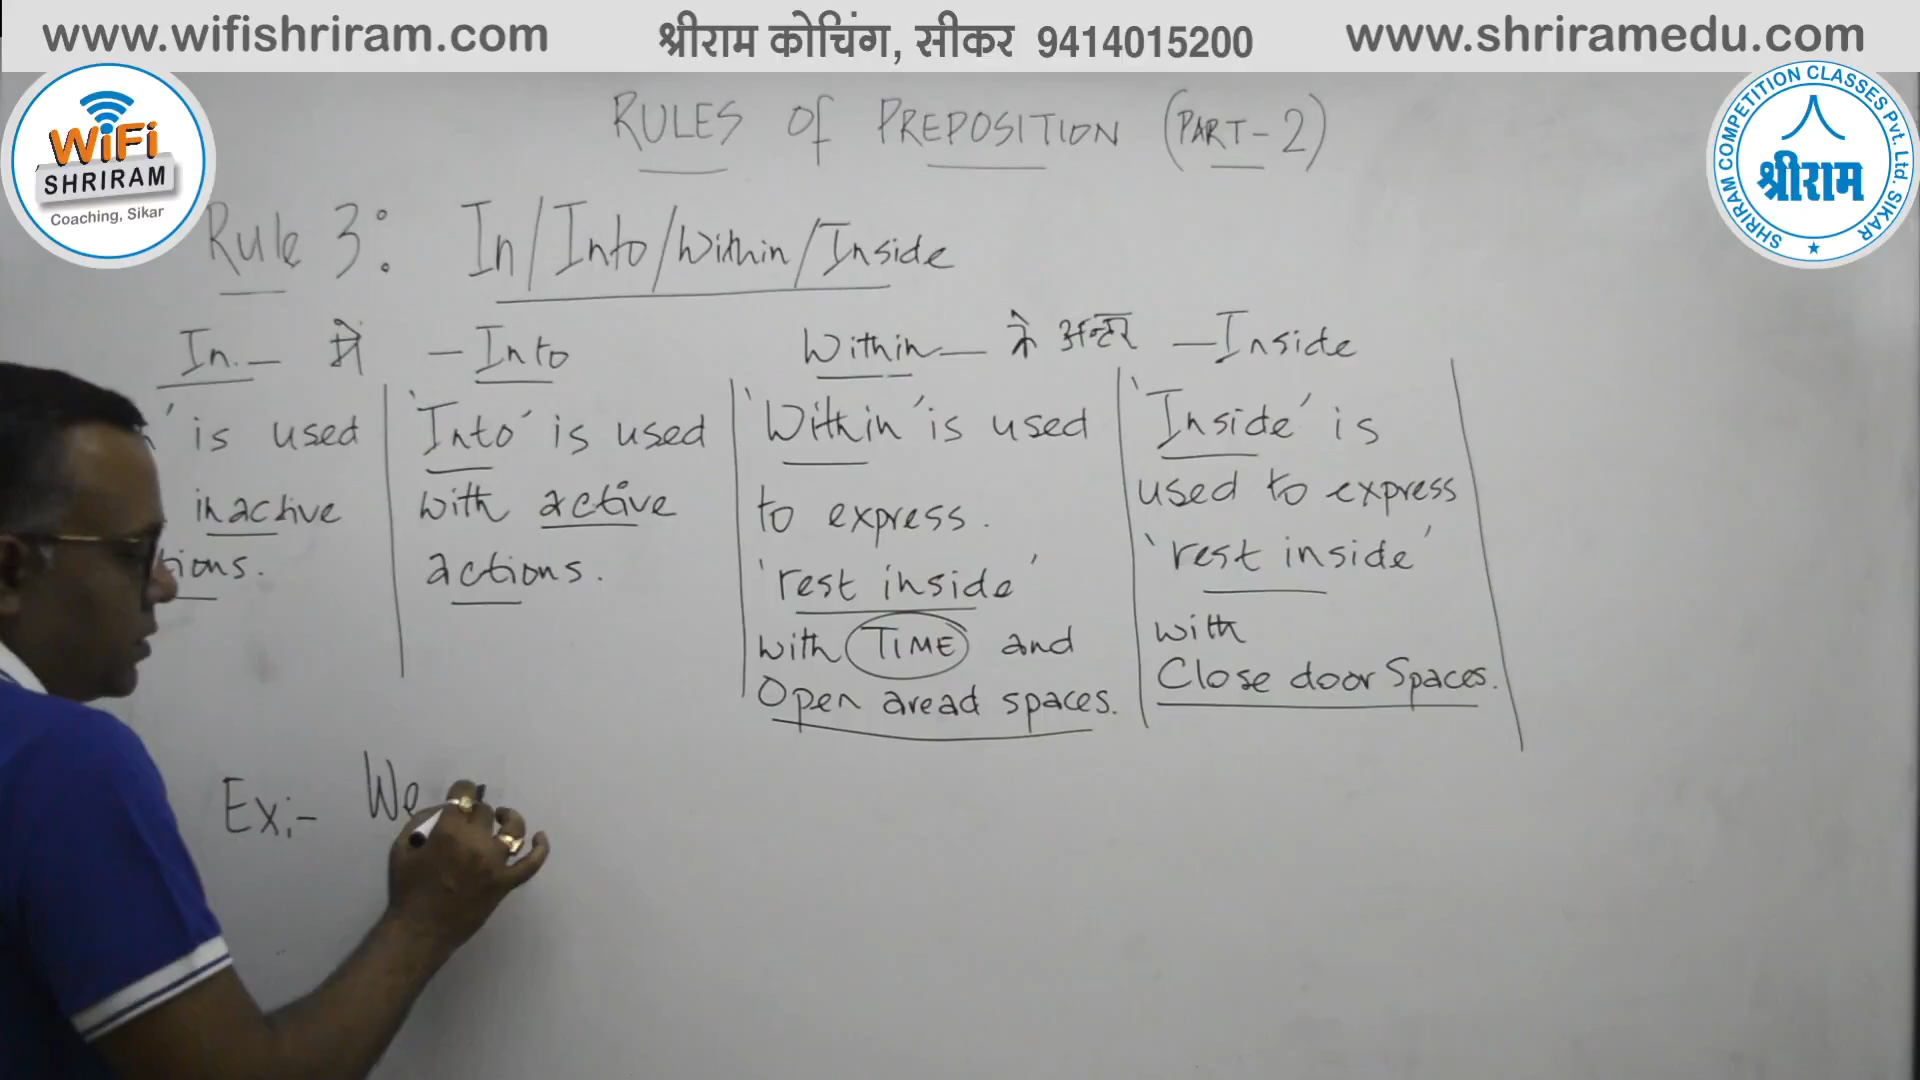 www.wifishriram.com
श्रीराम कोचिंग, सीकर 9414015200
www.shriramedu.com
WiFi
SHRIRAM
Coaching, Sikar
SHRIRAM COMPETITION CLASSES Pvt. Ltd. SIKAR
श्रीराम
RULES Of PREPOSITION (PART-2)
Rule 3: In/Into/Within/Inside
In — में — Into
Within — के अन्दर — Inside
' is used
inactive
tions.
'Into' is used
with active
actions.
'Within' is used
to express.
'rest inside'
with TIME and
Open aread spaces.
'Inside' is
used to express
'rest inside'
with
Close door Spaces.
Ex:- We